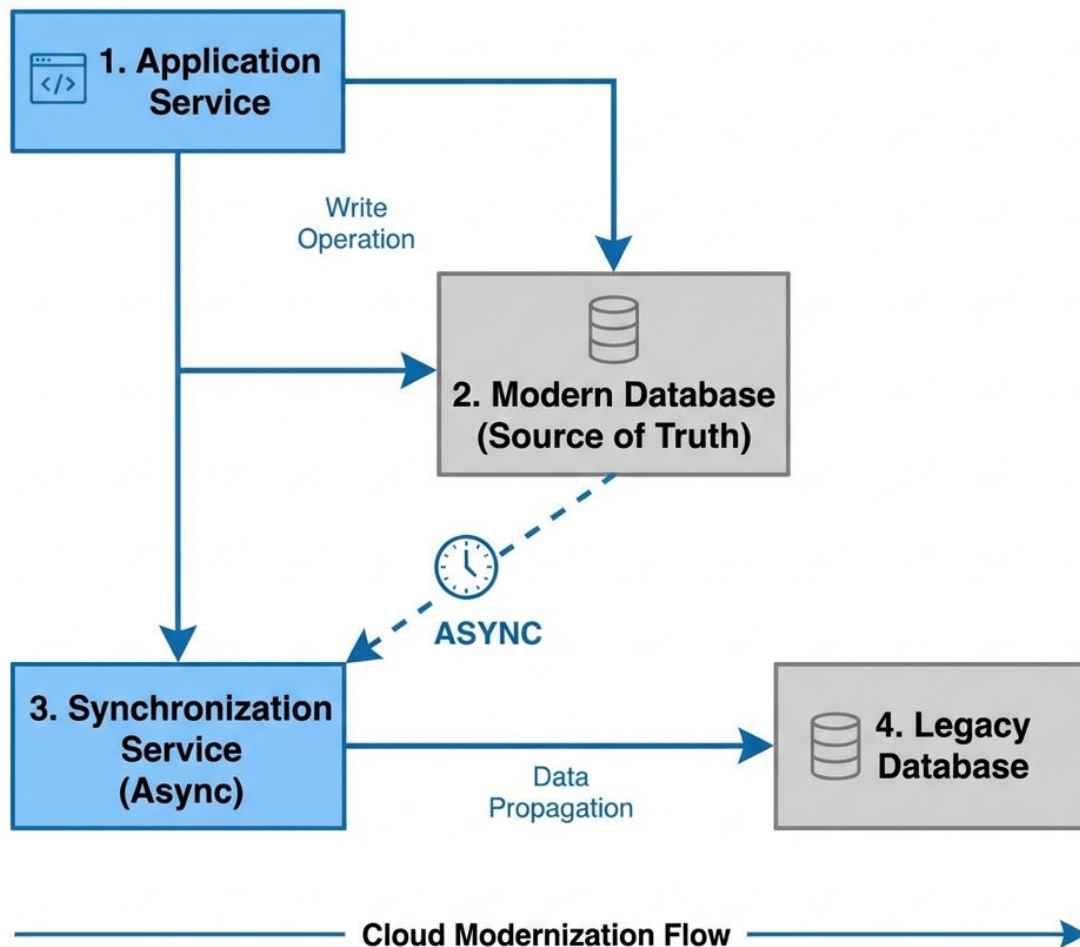 1. Application
Service
Write
Operation
2. Modern Database
(Source of Truth)
ASYNC
3. Synchronization
Service
(Async)
Data
Propagation
4. Legacy
Database
Cloud Modernization Flow